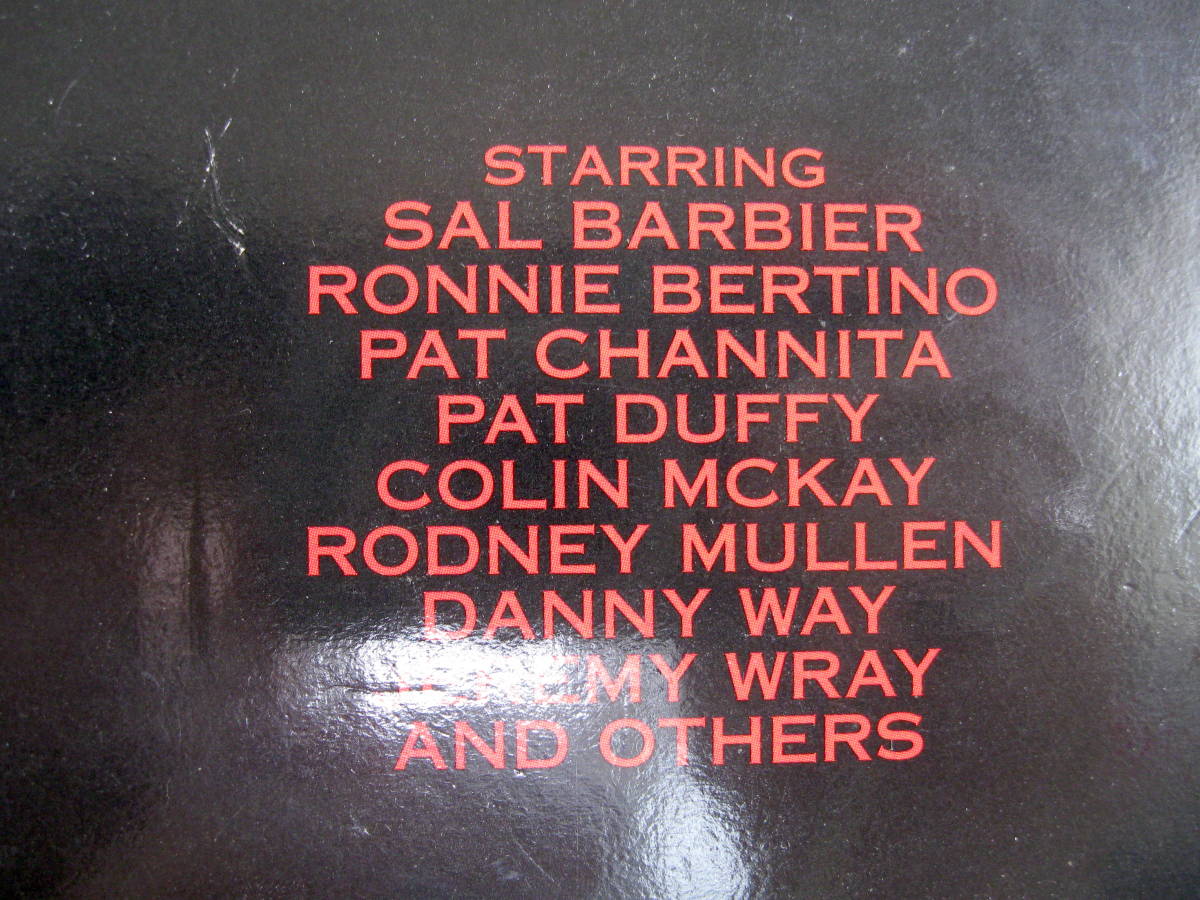 STARRING
SAL BARBIER
RONNIE BERTINO
PAT CHANNITA
PAT DUFFY
COLIN MCKAY
RODNEY MULLEN
DANNY WAY
WRAY
AND OTHERS